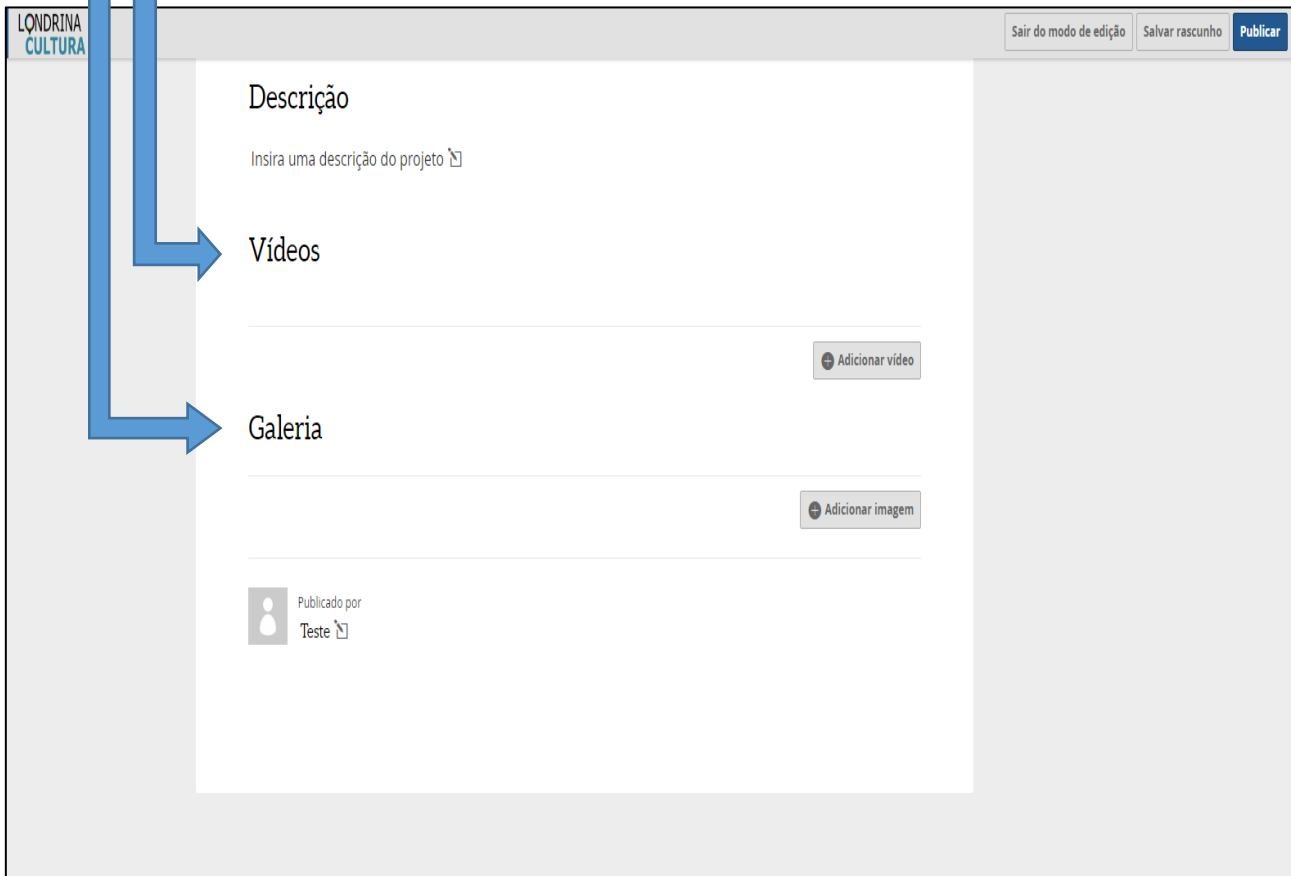 LONDRINA
CULTURA
Sair do modo de edição Salvar rascunho Publicar
Descrição
Insira uma descrição do projeto
Vídeos
Adicionar vídeo
Galeria
Adicionar imagem
Publicado por
Teste